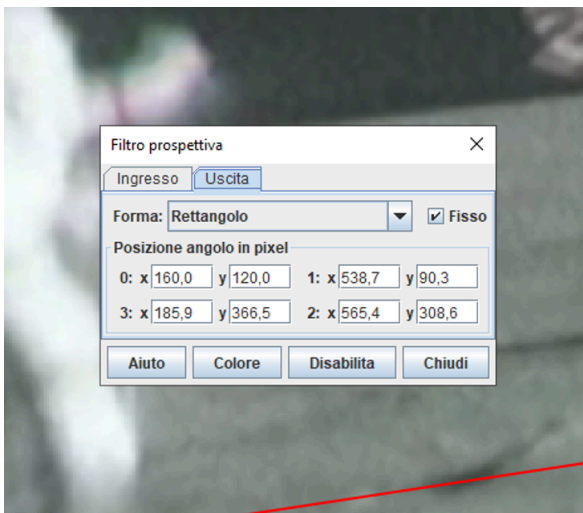 Filtro prospettiva
Ingresso Uscita
Forma: Rettangolo Fisso
Posizione angolo in pixel
0: x 160,0 y 120,0 1: x 538,7 y 90,3
3: x 185,9 y 366,5 2: x 565,4 y 308,6
Aiuto Colore Disabilita Chiudi